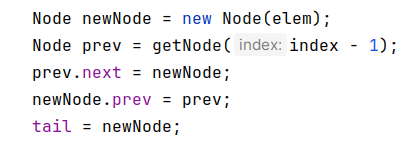 Node newNode = new Node(elem);
Node prev = getNode( index: index - 1);
prev.next = newNode;
newNode.prev = prev;
tail = newNode;